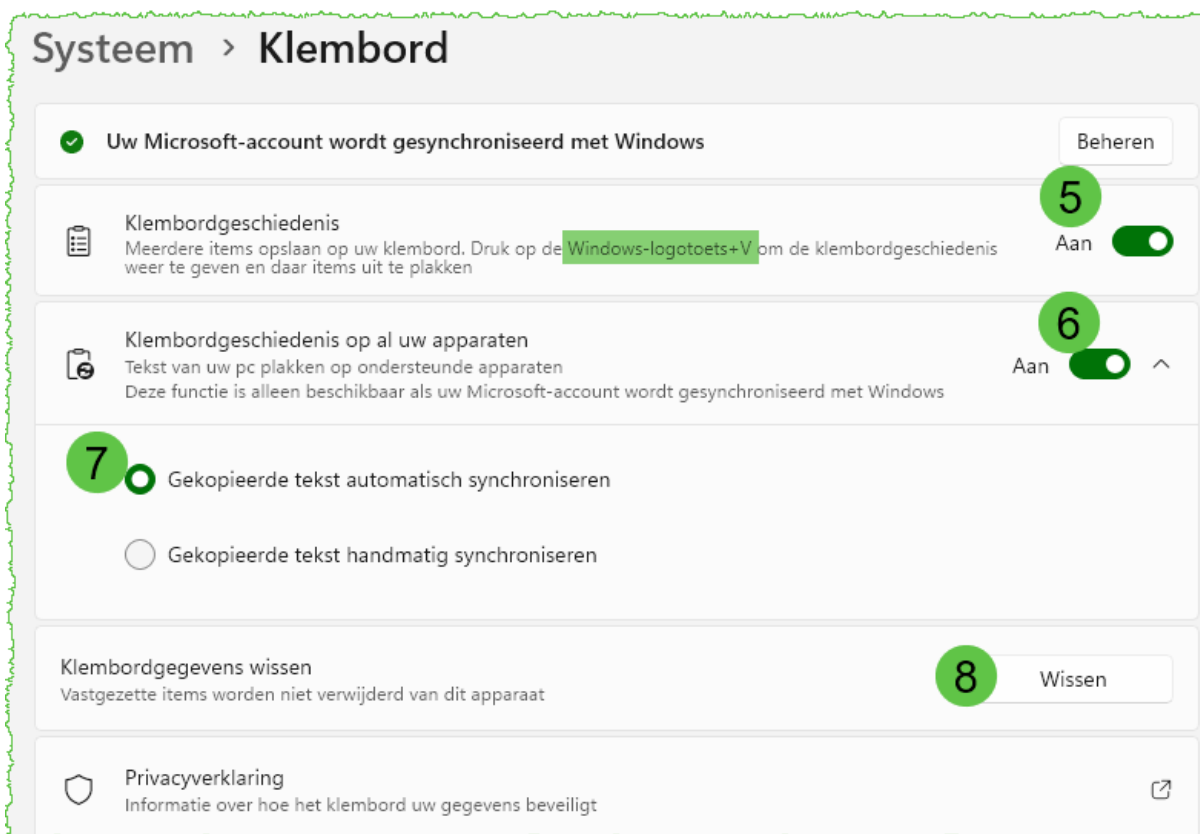 Systeem > Klembord
Uw Microsoft-account wordt gesynchroniseerd met Windows
Beheren
5
Klembordgeschiedenis
Meerdere items opslaan op uw klembord. Druk op de Windows-logotoets+V om de klembordgeschiedenis
weer te geven en daar items uit te plakken
Aan
6
Klembordgeschiedenis op al uw apparaten
Tekst van uw pc plakken op ondersteunde apparaten
Deze functie is alleen beschikbaar als uw Microsoft-account wordt gesynchroniseerd met Windows
Aan
7
Gekopieerde tekst automatisch synchroniseren
Gekopieerde tekst handmatig synchroniseren
Klembordgegevens wissen
Vastgezette items worden niet verwijderd van dit apparaat
8
Wissen
Privacyverklaring
Informatie over hoe het klembord uw gegevens beveiligt